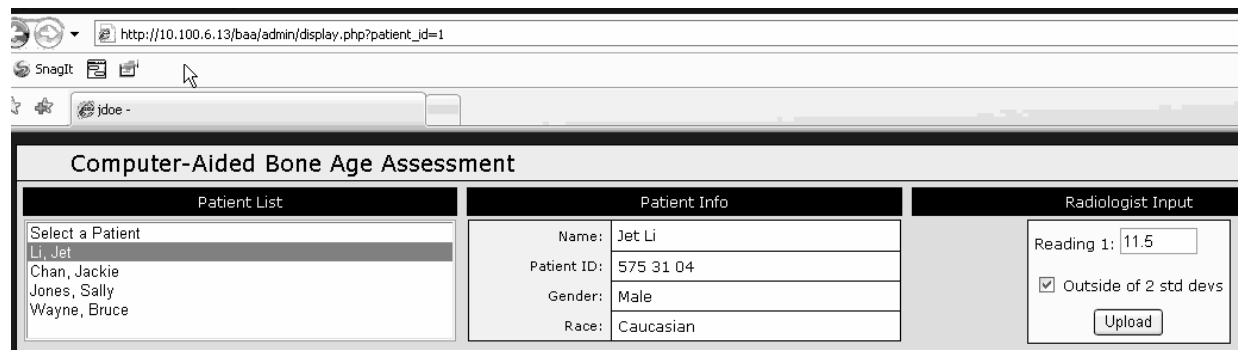 http://10.100.6.13/baa/admin/display.php?patient_id=1
SnagIt
jdoe -
Computer-Aided Bone Age Assessment
Patient List
Select a Patient
Li, Jet
Chan, Jackie
Jones, Sally
Wayne, Bruce
Patient Info
Name: Jet Li
Patient ID: 575 31 04
Gender: Male
Race: Caucasian
Radiologist Input
Reading 1: 11.5
Outside of 2 std devs
Upload